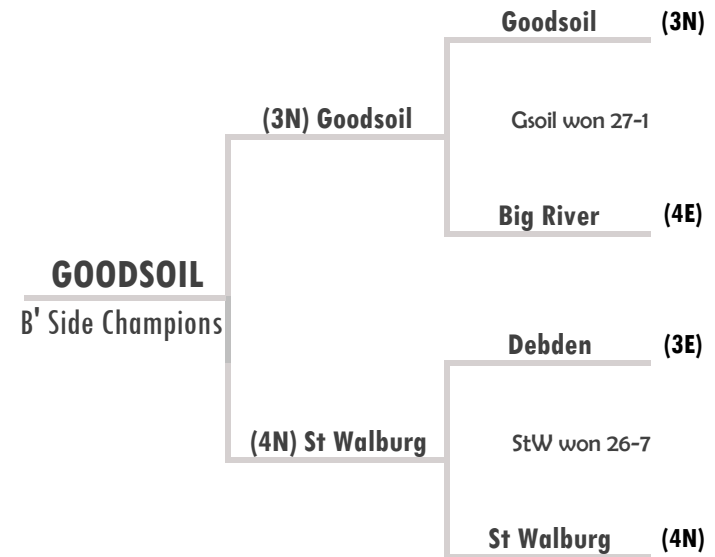 Goodsoil (3N)
(3N) Goodsoil
Gsoil won 27-1
Big River (4E)
GOODSOIL
B' Side Champions
Debden (3E)
(4N) St Walburg
StW won 26-7
St Walburg (4N)